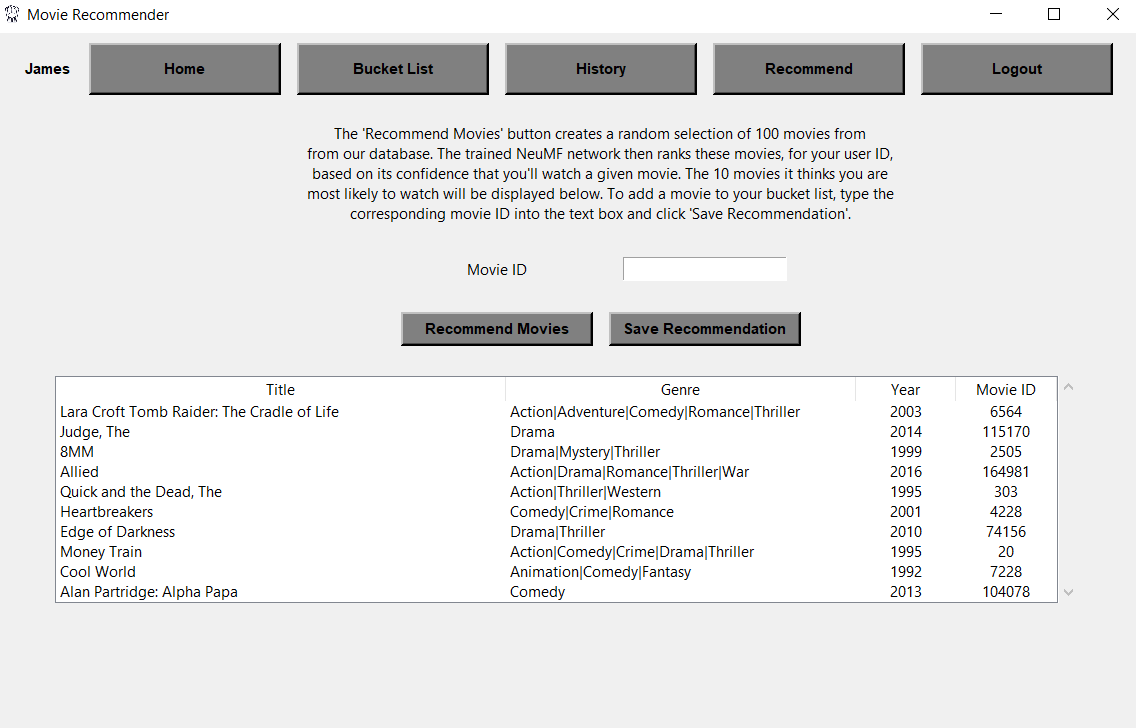 Movie Recommender
James Home Bucket List History Recommend Logout
The 'Recommend Movies' button creates a random selection of 100 movies from
from our database. The trained NeuMF network then ranks these movies, for your user ID,
based on its confidence that you'll watch a given movie. The 10 movies it thinks you are
most likely to watch will be displayed below. To add a movie to your bucket list, type the
corresponding movie ID into the text box and click 'Save Recommendation'.
Movie ID
Recommend Movies Save Recommendation
Title Genre Year Movie ID
Lara Croft Tomb Raider: The Cradle of Life Action|Adventure|Comedy|Romance|Thriller 2003 6564
Judge, The Drama 2014 115170
8MM Drama|Mystery|Thriller 1999 2505
Allied Action|Drama|Romance|Thriller|War 2016 164981
Quick and the Dead, The Action|Thriller|Western 1995 303
Heartbreakers Comedy|Crime|Romance 2001 4228
Edge of Darkness Drama|Thriller 2010 74156
Money Train Action|Comedy|Crime|Drama|Thriller 1995 20
Cool World Animation|Comedy|Fantasy 1992 7228
Alan Partridge: Alpha Papa Comedy 2013 104078